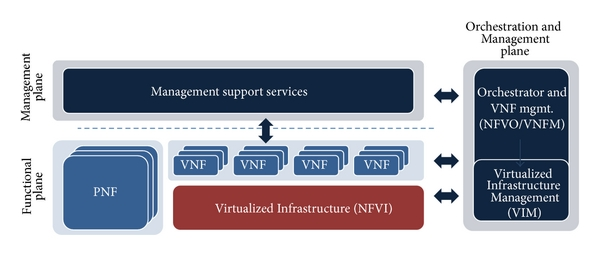 Orchestration and
Management
plane
Management
plane
Management support services
Orchestrator and
VNF mgmt.
(NFVO/VNFM)
Functional
plane
PNF
VNF
VNF
VNF
VNF
Virtualized Infrastructure (NFVI)
Virtualized
Infrastructure
Management
(VIM)